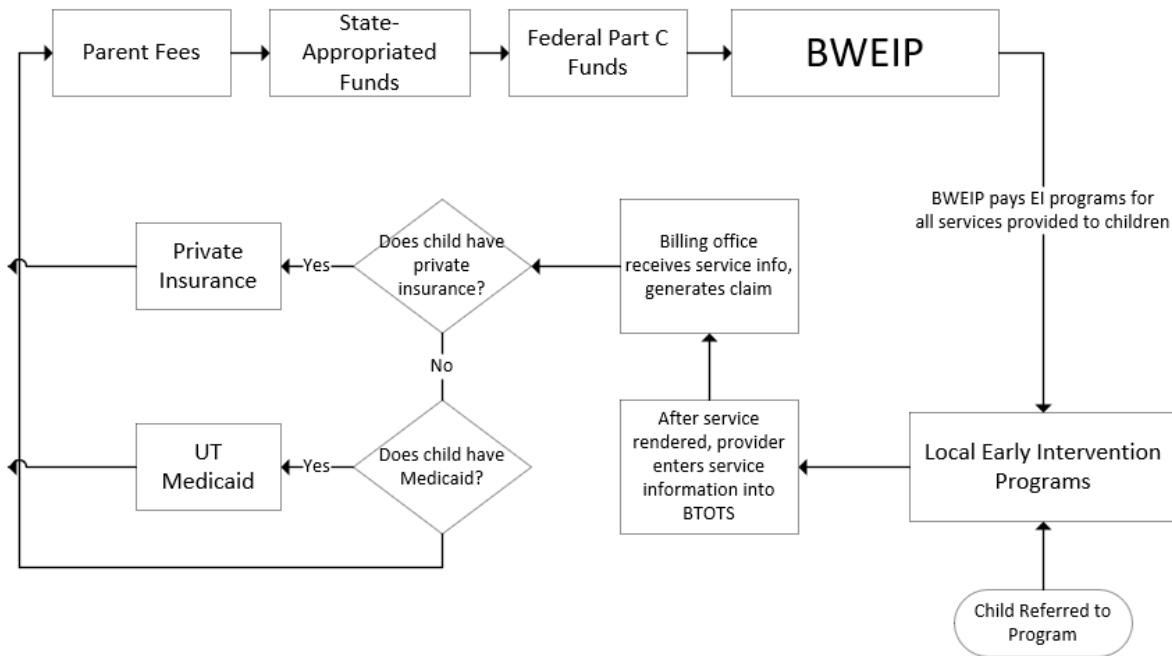 Parent Fees
State-
Appropriated
Funds
Federal Part C
Funds
BWEIP
BWEIP pays EI programs for
all services provided to children
Private
Insurance
Yes
Does child have
private
insurance?
Billing office
receives service info,
generates claim
No
UT
Medicaid
Yes
Does child have
Medicaid?
After service
rendered, provider
enters service
information into
BTOTS
Local Early Intervention
Programs
Child Referred to
Program